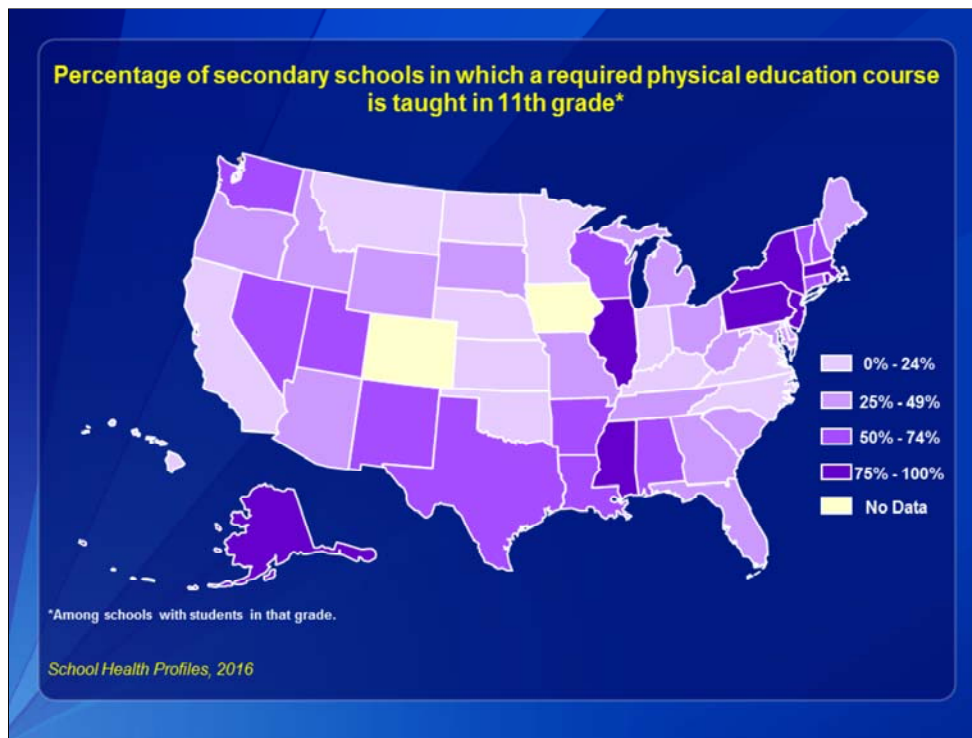 Percentage of secondary schools in which a required physical education course
is taught in 11th grade*
0% - 24%
25% - 49%
50% - 74%
75% - 100%
No Data
*Among schools with students in that grade.
School Health Profiles, 2016